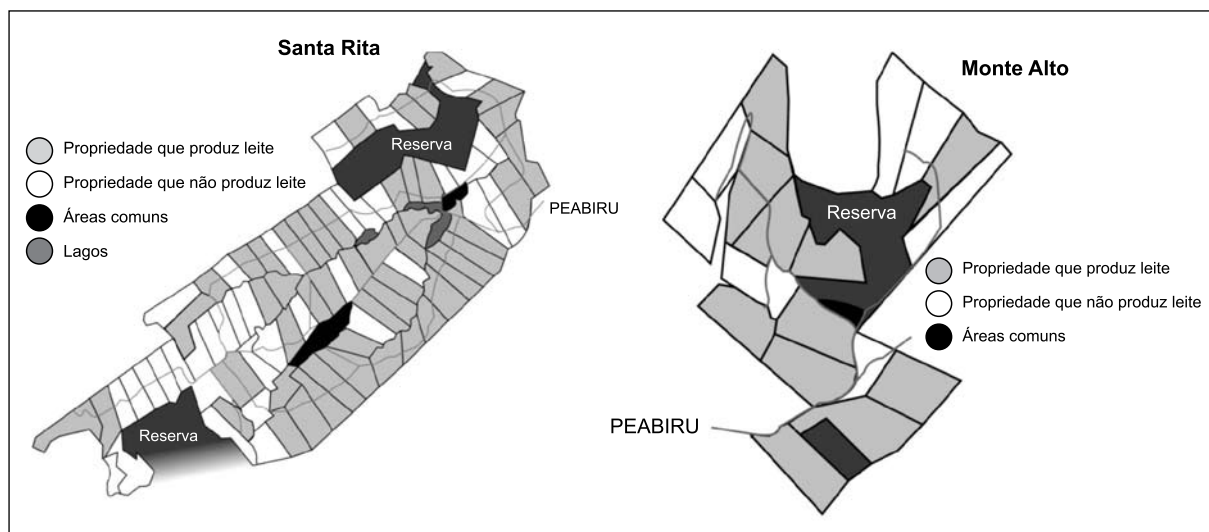 Santa Rita
Propriedade que produz leite
Propriedade que não produz leite
Áreas comuns
Lagos
Reserva
PEABIRU
Reserva
Monte Alto
Reserva
Propriedade que produz leite
Propriedade que não produz leite
Áreas comuns
PEABIRU